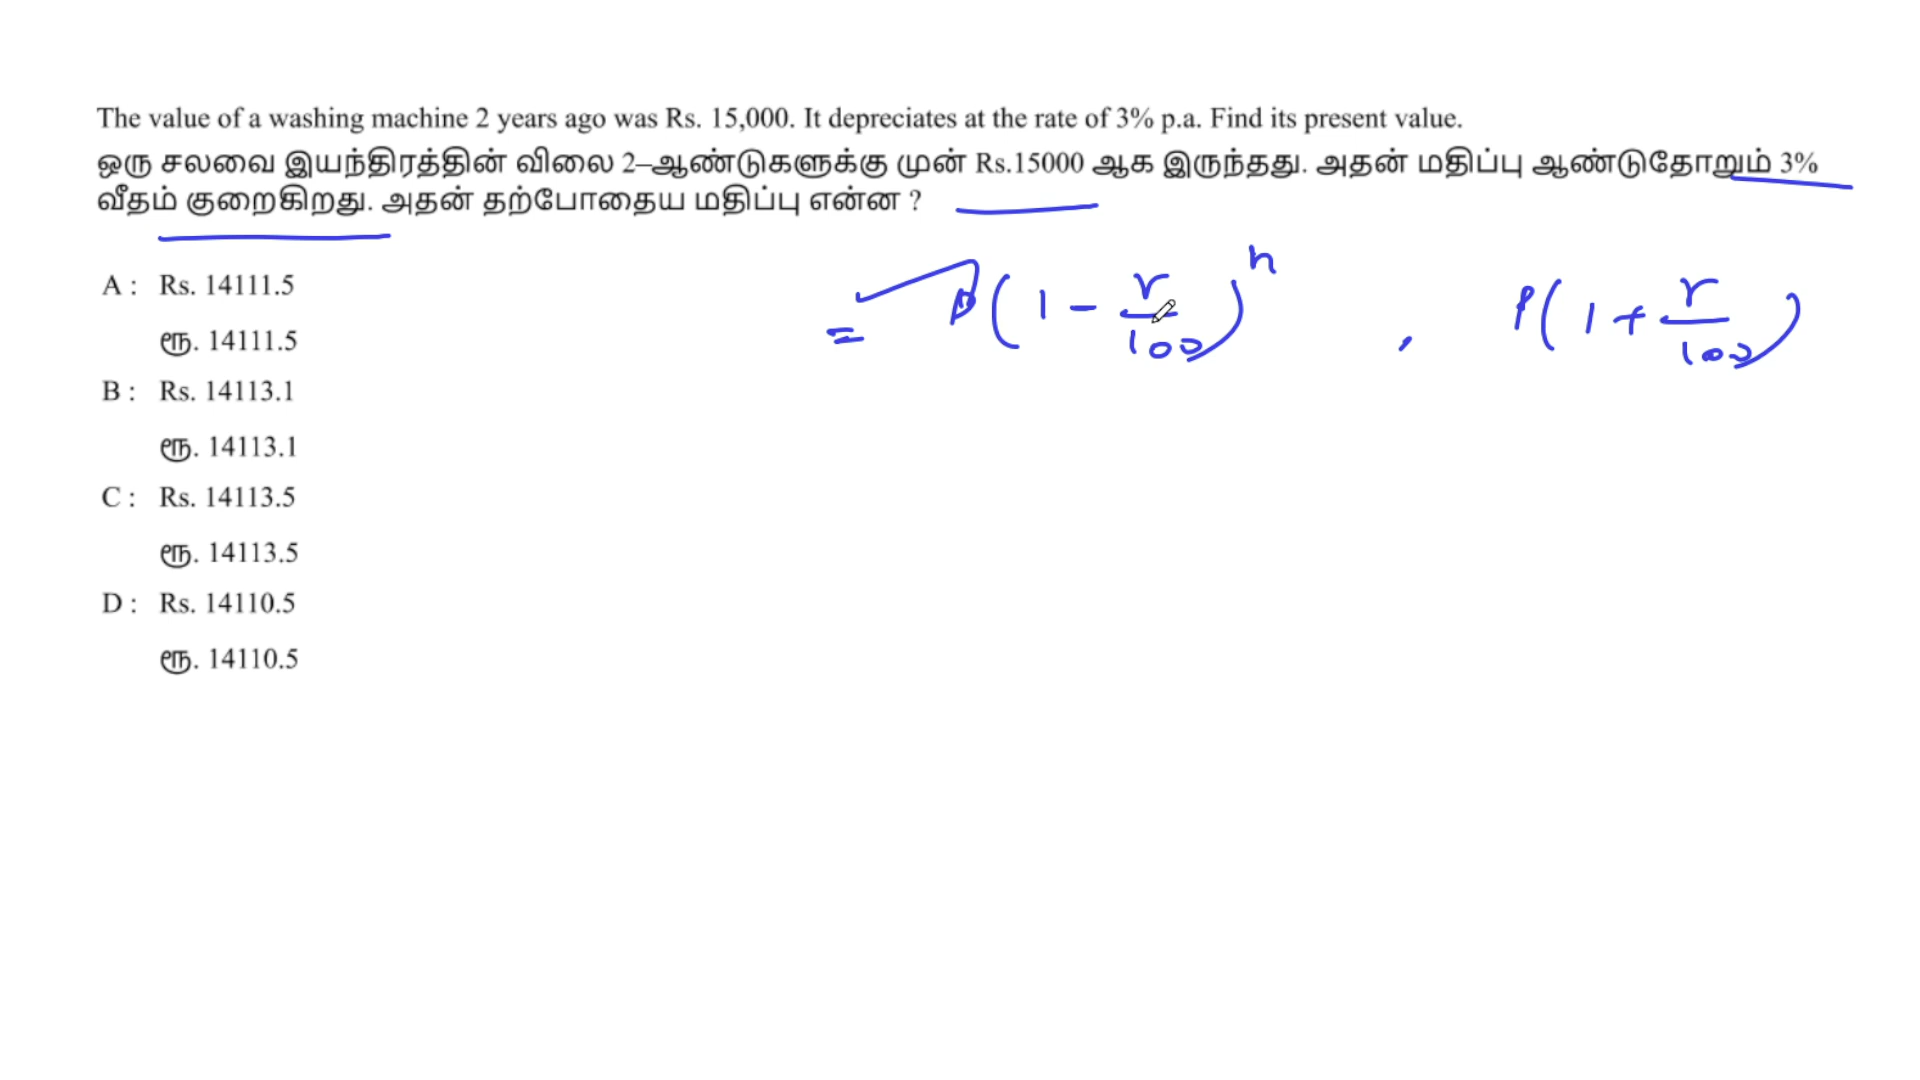 The value of a washing machine 2 years ago was Rs. 15,000. It depreciates at the rate of 3% p.a. Find its present value.
ஒரு சலவை இயந்திரத்தின் விலை 2–ஆண்டுகளுக்கு முன் Rs.15000 ஆக இருந்தது. அதன் மதிப்பு ஆண்டுதோறும் 3%
வீதம் குறைகிறது. அதன் தற்போதைய மதிப்பு என்ன ?
= P(1 - r/100)^n , P(1 + r/100)
A : Rs. 14111.5
ரூ. 14111.5
B : Rs. 14113.1
ரூ. 14113.1
C : Rs. 14113.5
ரூ. 14113.5
D : Rs. 14110.5
ரூ. 14110.5